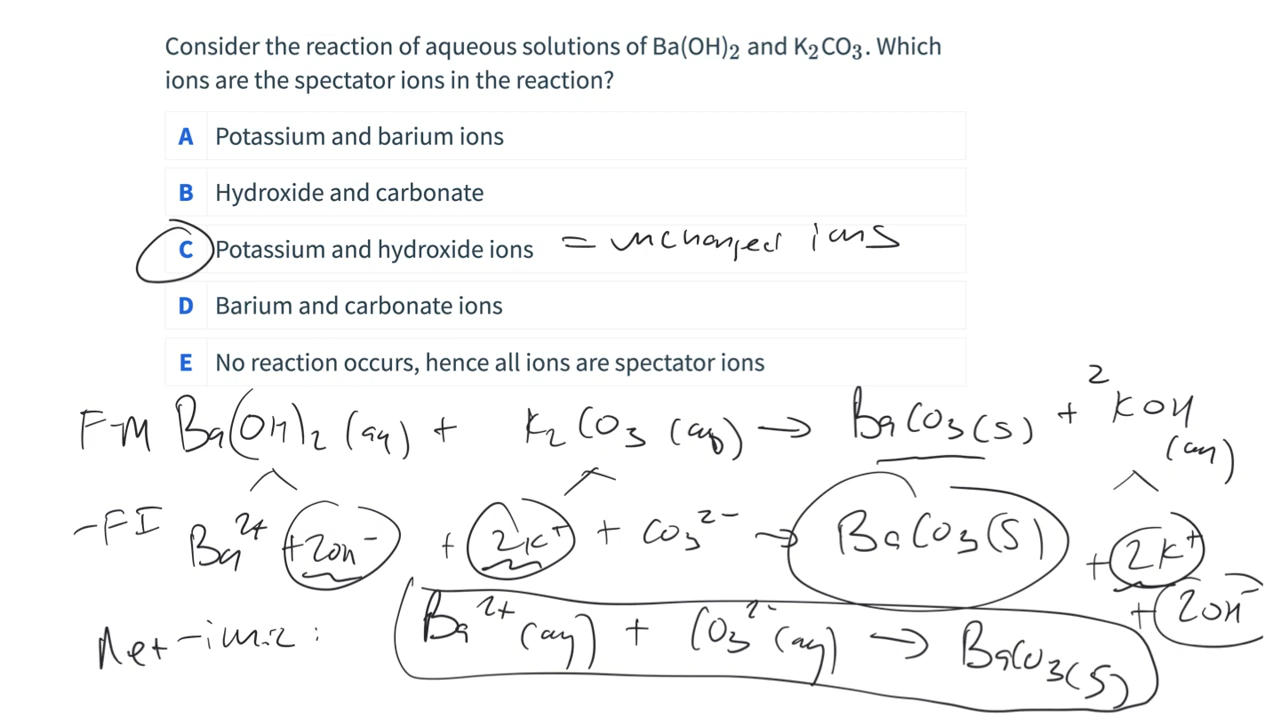 Consider the reaction of aqueous solutions of Ba(OH)₂ and K₂CO₃. Which
ions are the spectator ions in the reaction?
A Potassium and barium ions
B Hydroxide and carbonate
C Potassium and hydroxide ions = unchanged ions
D Barium and carbonate ions
E No reaction occurs, hence all ions are spectator ions
F-M Ba(OH)₂ (aq) + K₂CO₃ (aq) → BaCO₃(s) + 2KOH (aq)
-FI Ba²⁺ + 2OH⁻ + 2K⁺ + CO₃²⁻ → BaCO₃(s) + 2K⁺ + 2OH⁻
Net-ionic: Ba²⁺ (aq) + CO₃²⁻ (aq) → BaCO₃(s)